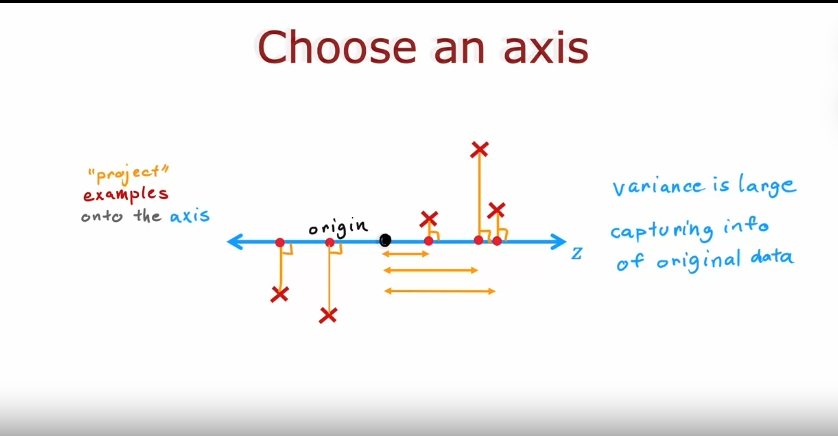 Choose an axis
"project"
examples
onto the axis
origin
z
variance is large
capturing info
of original data